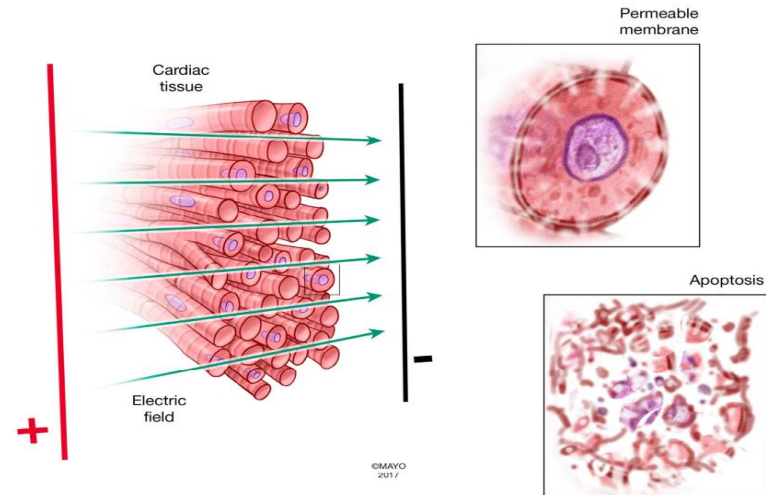 Permeable
membrane
Cardiac
tissue
Apoptosis
Electric
field
+
-
©MAYO
2017